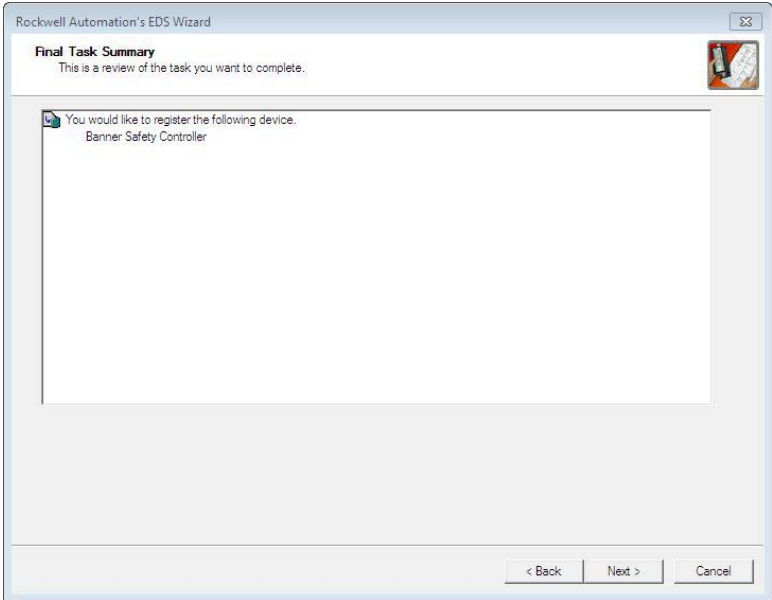 Rockwell Automation's EDS Wizard
Final Task Summary
This is a review of the task you want to complete.
You would like to register the following device.
Banner Safety Controller
< Back
Next >
Cancel